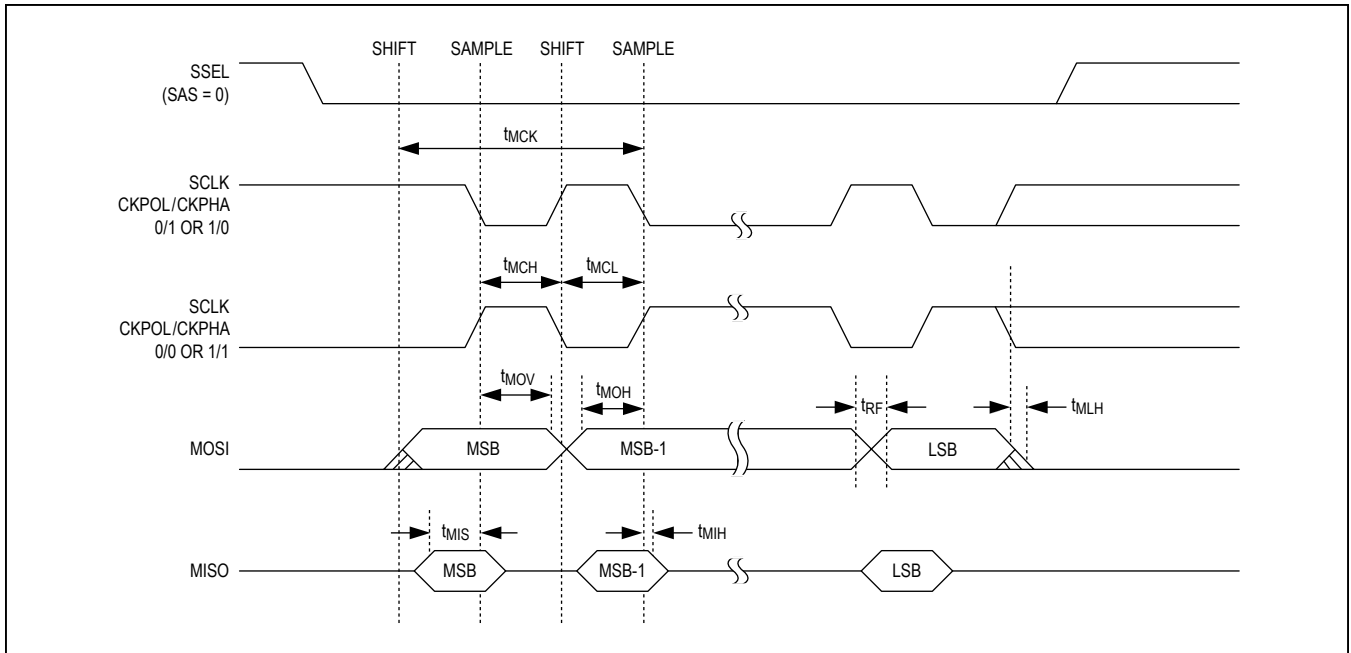 SHIFT SAMPLE SHIFT SAMPLE
SSEL
(SAS = 0)
tMCK
SCLK
CKPOL/CKPHA
0/1 OR 1/0
tMCH tMCL
SCLK
CKPOL/CKPHA
0/0 OR 1/1
tMOV tMOH tRF tMLH
MOSI MSB MSB-1 LSB
tMIS tMIH
MISO MSB MSB-1 LSB